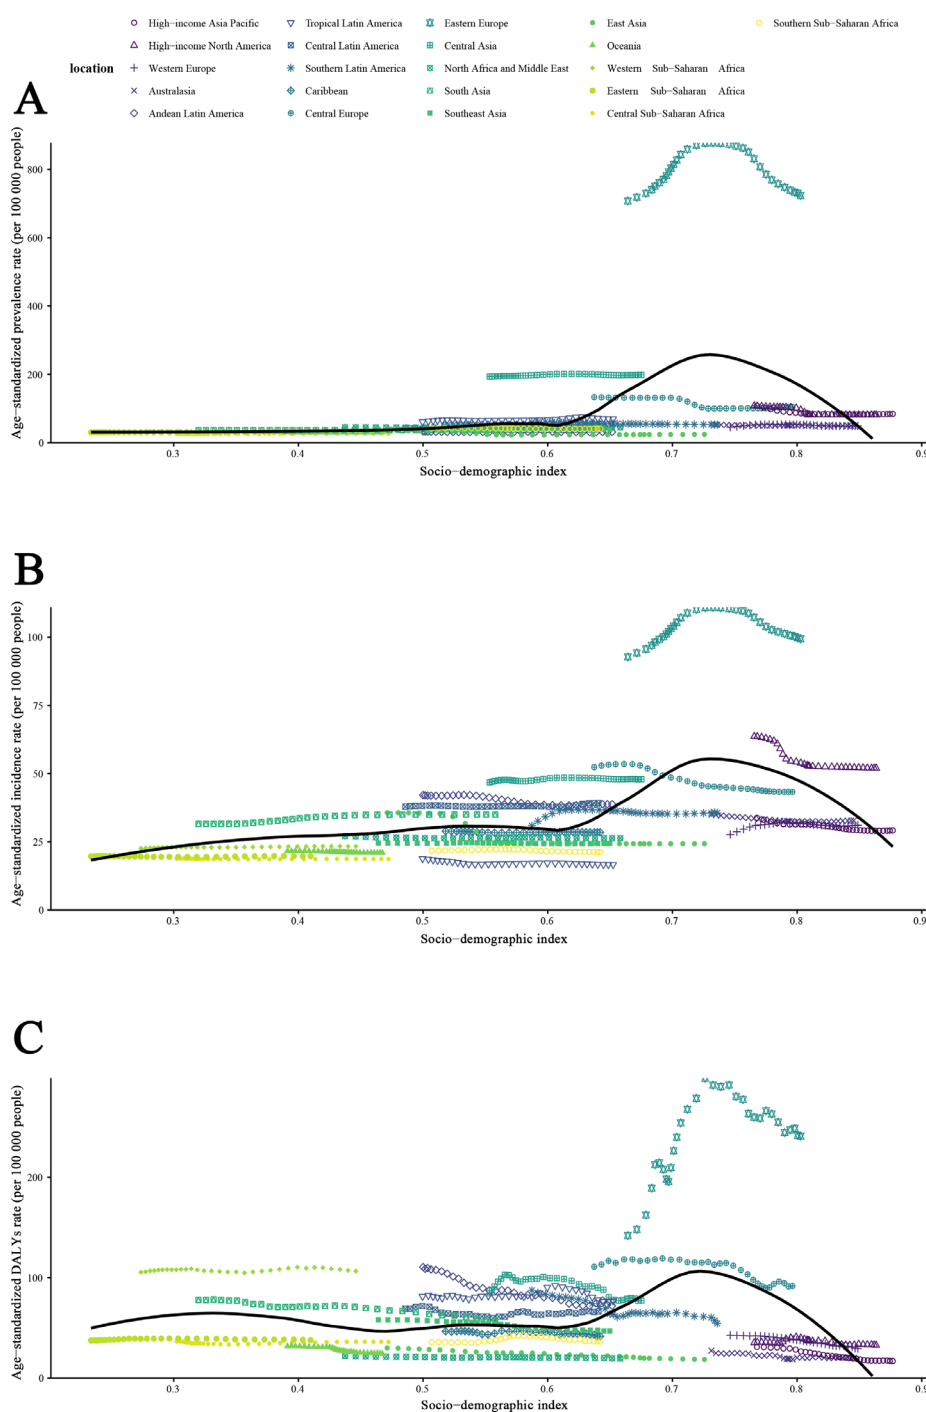 High-income Asia Pacific Tropical Latin America Eastern Europe East Asia Southern Sub-Saharan Africa
High-income North America Central Latin America Central Asia Oceania
location Western Europe Southern Latin America North Africa and Middle East Western Sub-Saharan Africa
Australasia Caribbean South Asia Eastern Sub-Saharan Africa
Andean Latin America Central Europe Southeast Asia Central Sub-Saharan Africa
A
Age-standardized prevalence rate (per 100 000 people)
800
600
400
200
0
0.3 0.4 0.5 0.6 0.7 0.8 0.9
Socio-demographic index
B
Age-standardized incidence rate (per 100 000 people)
100
75
50
25
0
0.3 0.4 0.5 0.6 0.7 0.8 0.9
Socio-demographic index
C
Age-standardized DALYs rate (per 100 000 people)
200
100
0
0.3 0.4 0.5 0.6 0.7 0.8 0.9
Socio-demographic index